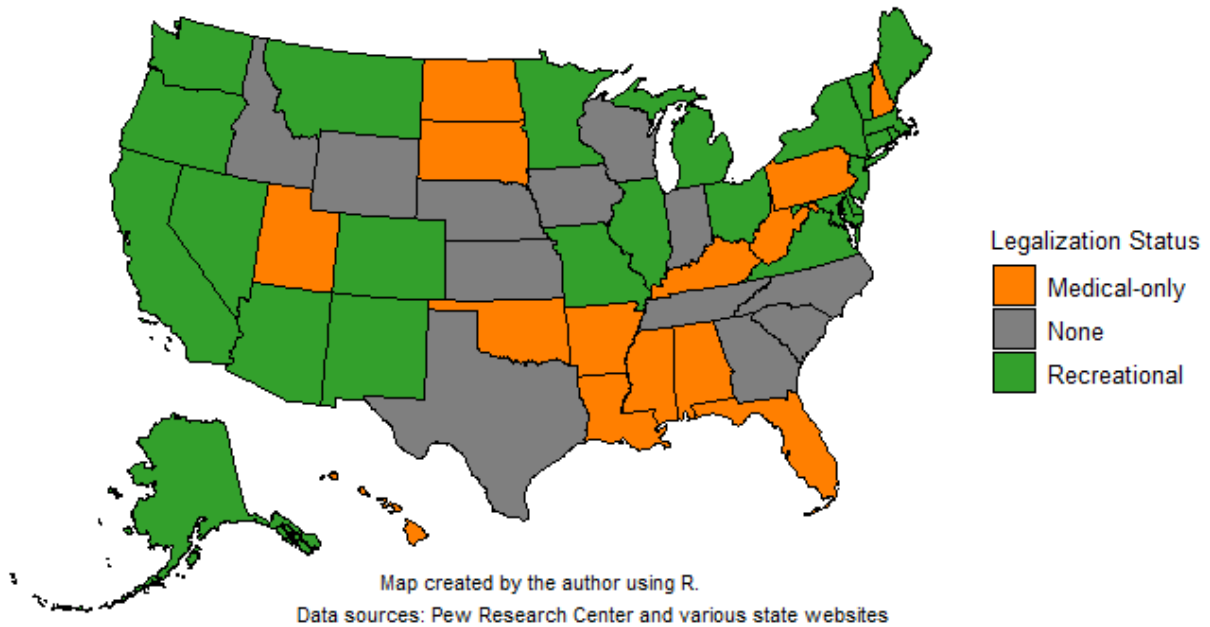 Legalization Status
Medical-only
None
Recreational
Map created by the author using R.
Data sources: Pew Research Center and various state websites